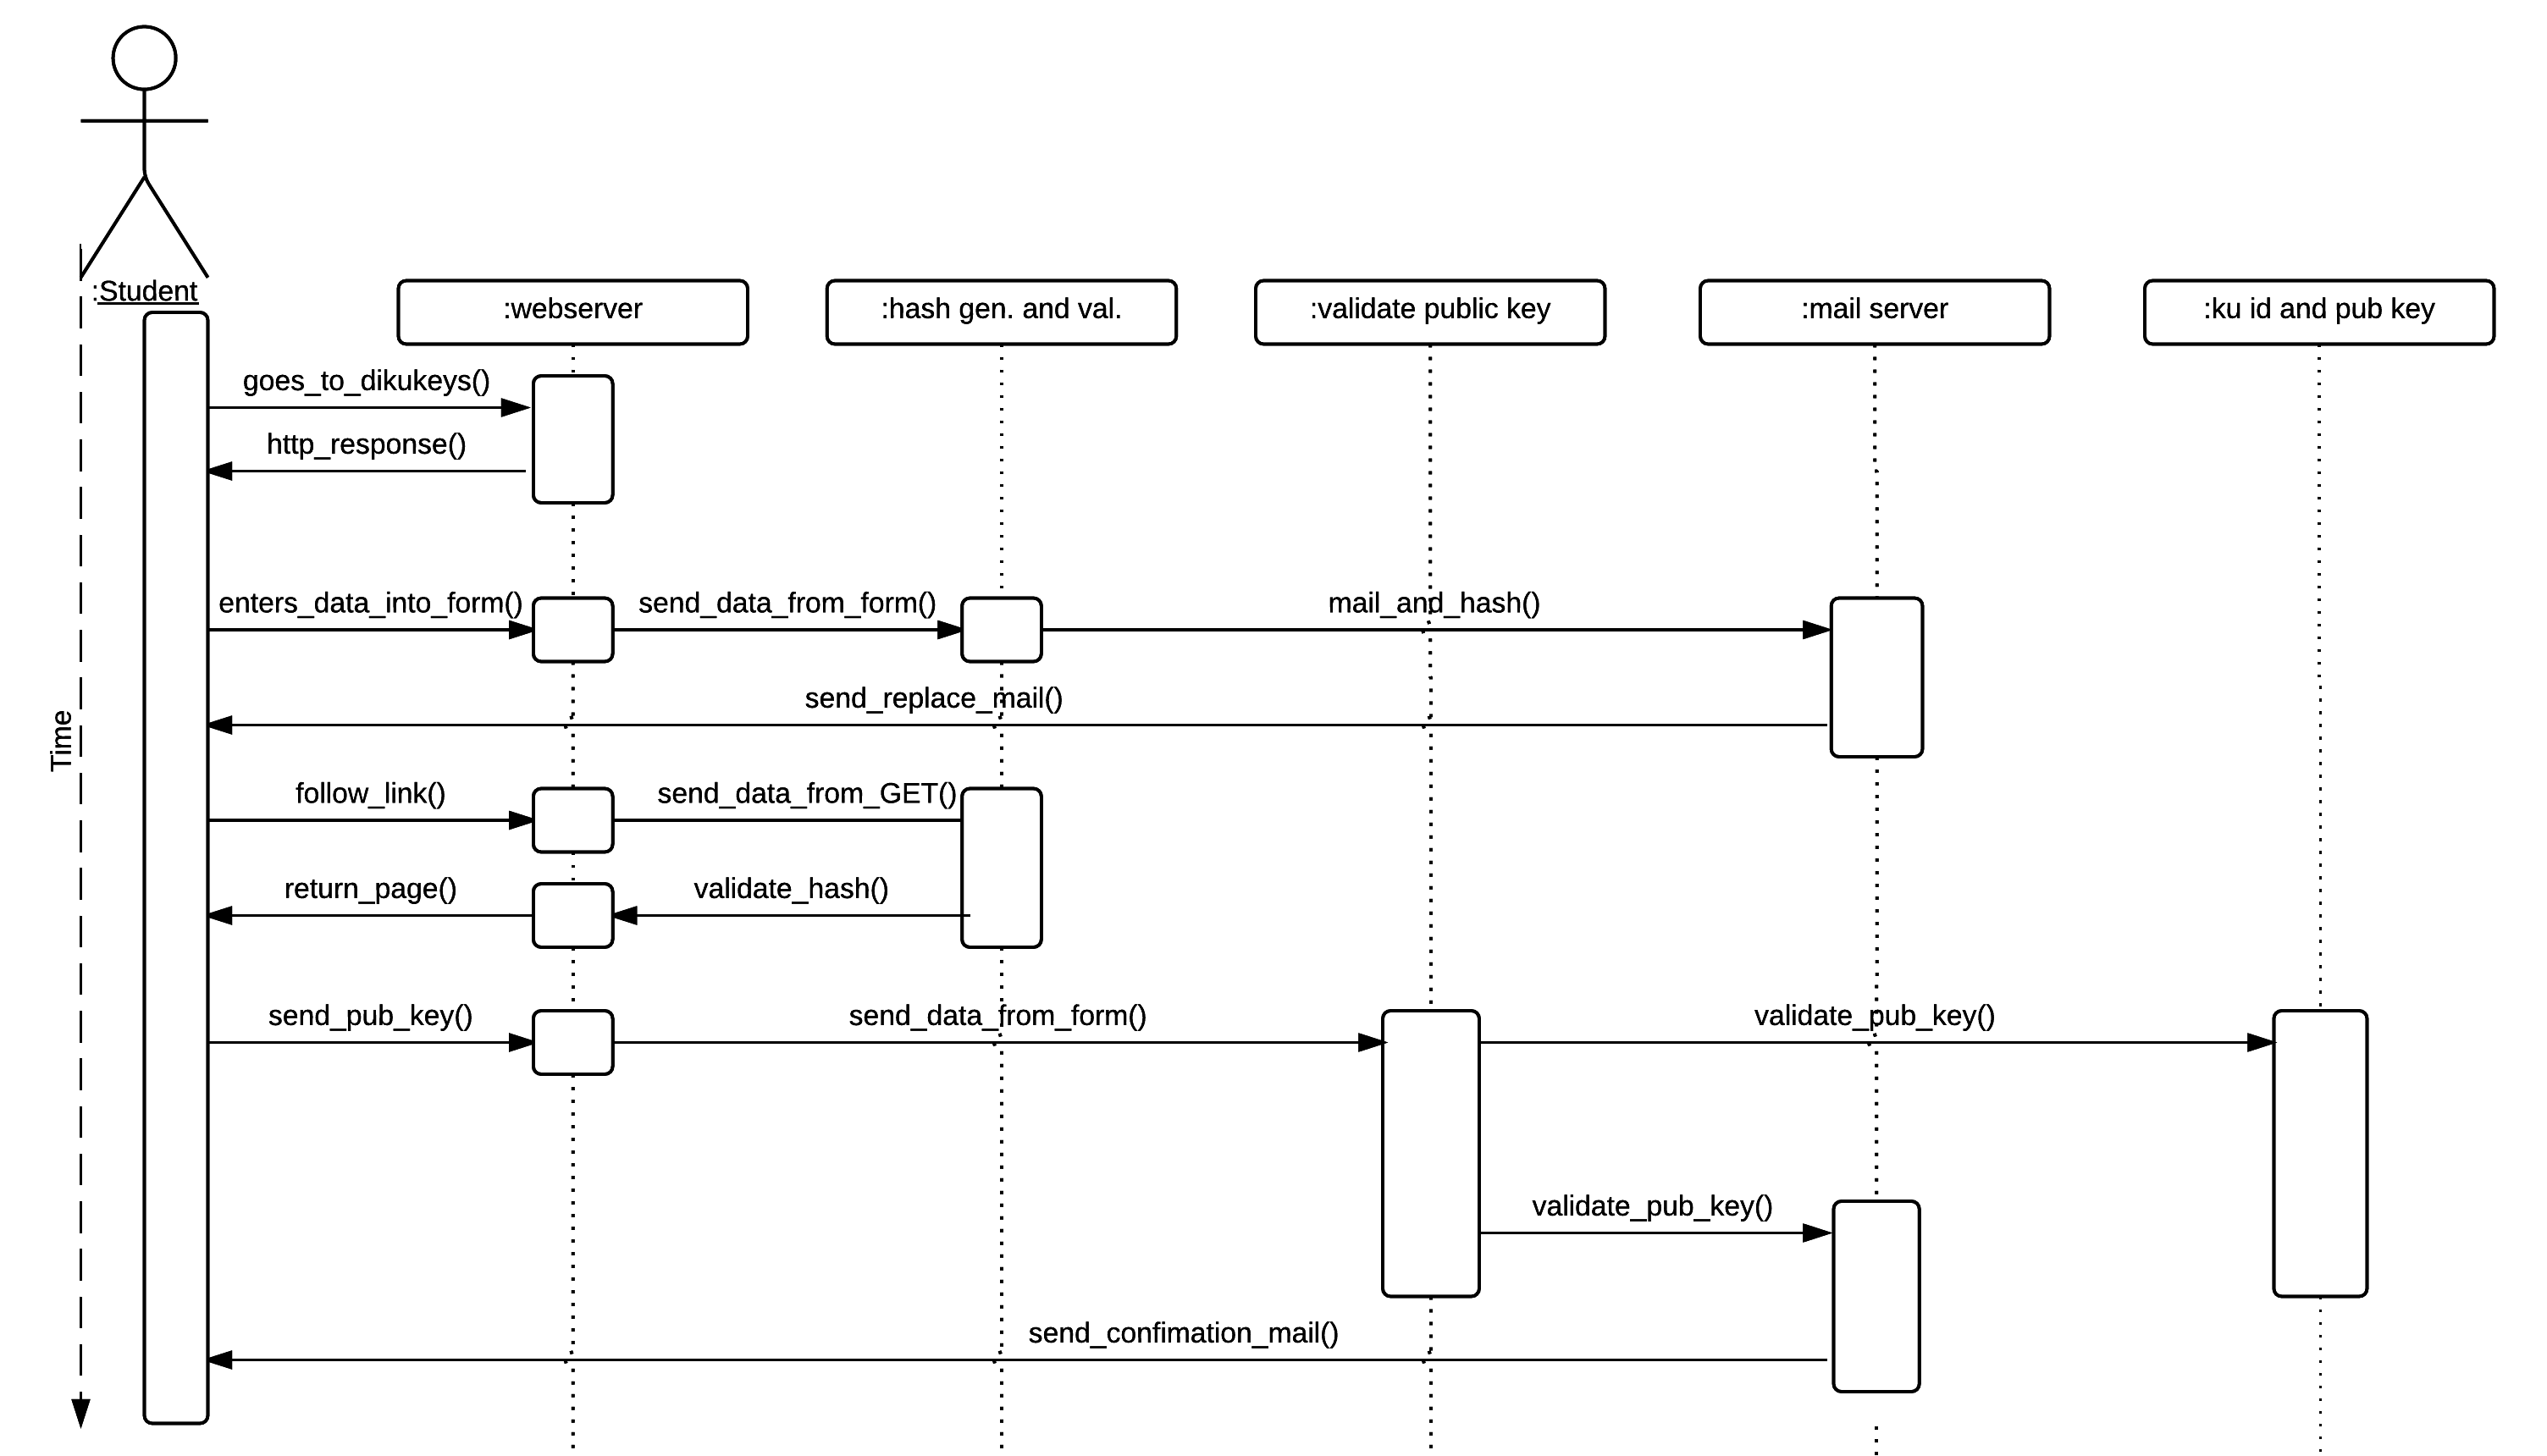 :Student
:webserver
:hash gen. and val.
:validate public key
:mail server
:ku id and pub key
goes_to_dikukeys()
http_response()
enters_data_into_form()
send_data_from_form()
mail_and_hash()
send_replace_mail()
Time
follow_link()
send_data_from_GET()
return_page()
validate_hash()
send_pub_key()
send_data_from_form()
validate_pub_key()
validate_pub_key()
send_confimation_mail()